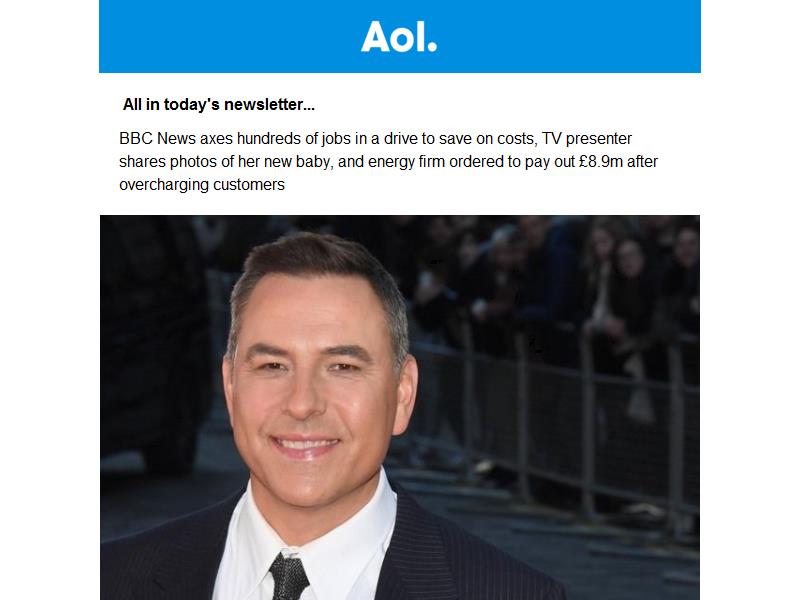 Aol.
All in today's newsletter...
BBC News axes hundreds of jobs in a drive to save on costs, TV presenter
shares photos of her new baby, and energy firm ordered to pay out £8.9m after
overcharging customers